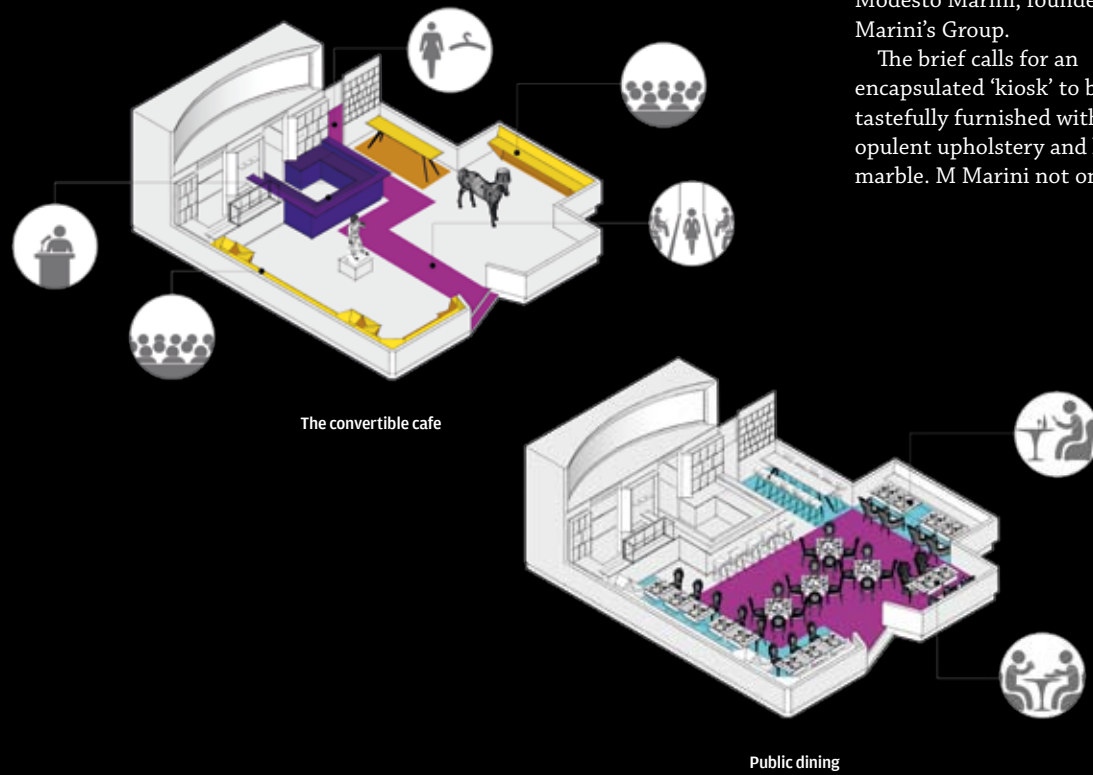 Modesto Marini, founde
Marini's Group.
The brief calls for an
encapsulated 'kiosk' to b
tastefully furnished with
opulent upholstery and
marble. M Marini not o
The convertible cafe
Public dining